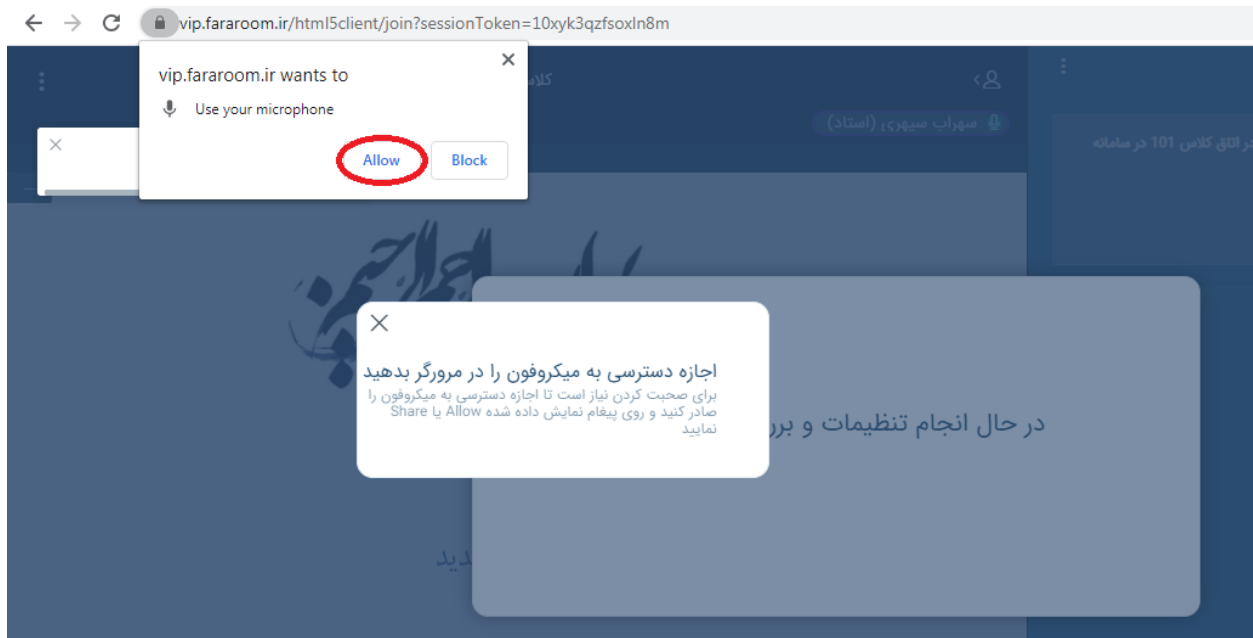 vip.fararoom.ir/html5client/join?sessionToken=10xyk3qzfsoxln8m
vip.fararoom.ir wants to
Use your microphone
Allow
Block
سهراب سپهری (استاد)
در اتاق کلاس 101 در سامانه
اجازه دسترسی به میکروفون را در مرورگر بدهید
برای صحبت کردن نیاز است تا اجازه دسترسی به میکروفون را
صادر کنید و روی پیغام نمایش داده شده Allow یا Share
نمایید
در حال انجام تنظیمات و